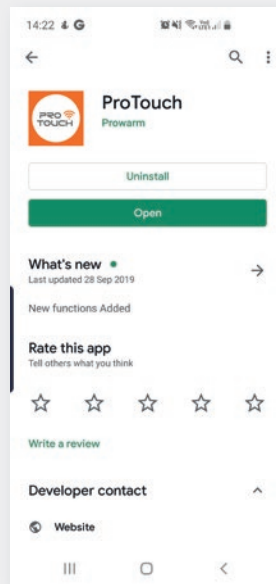 14:22
ProTouch
Prowarm
PRO
TOUCH
Uninstall
Open
What's new
Last updated 28 Sep 2019
New functions Added
Rate this app
Tell others what you think
Write a review
Developer contact
Website